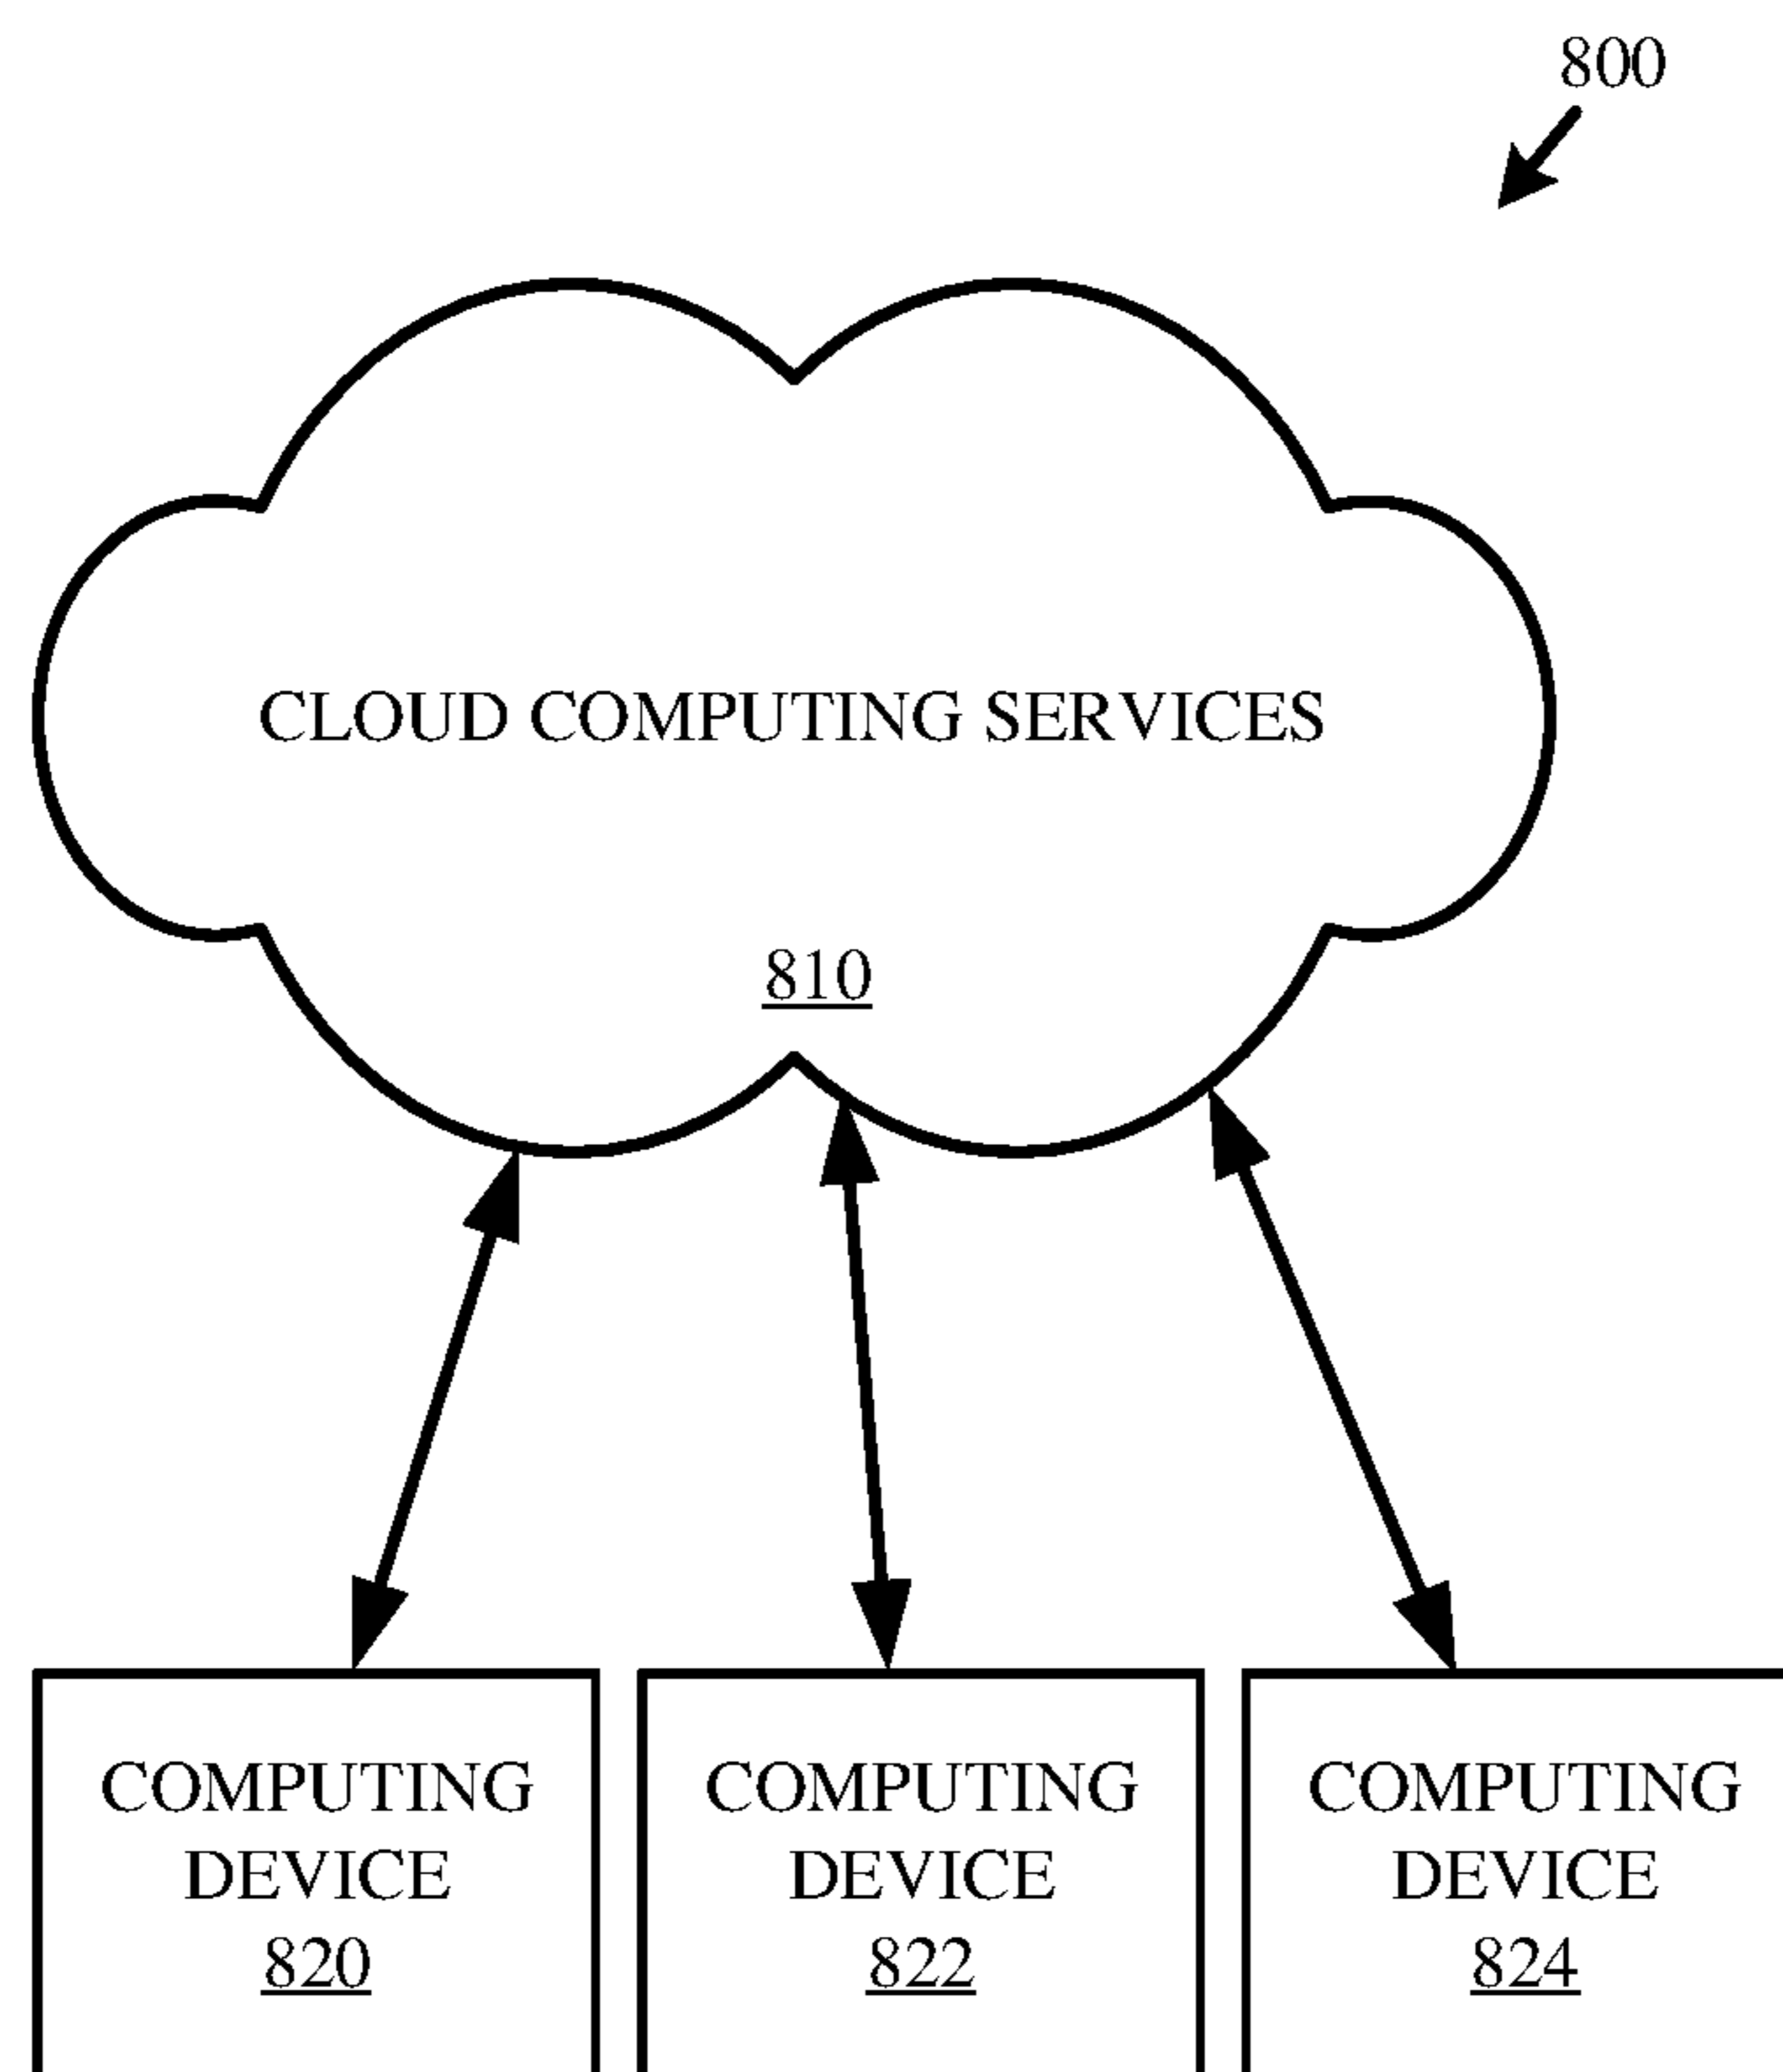 800
CLOUD COMPUTING SERVICES
810
COMPUTING
DEVICE
820
COMPUTING
DEVICE
822
COMPUTING
DEVICE
824